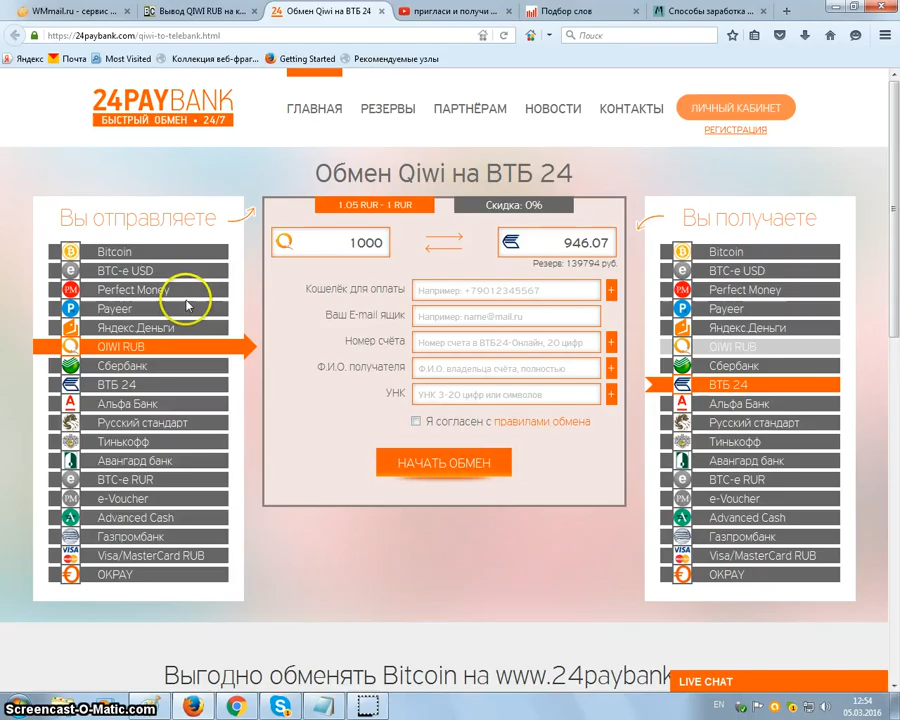 WMmail.ru - сервис ...
Вывод QIWI RUB на к...
Обмен Qiwi на ВТБ 24
пригласи и получи ...
Подбор слов
Способы заработка ...
https://24paybank.com/qiwi-to-telebank.html
Поиск
Яндекс
Почта
Most Visited
Коллекция веб-фраг...
Getting Started
Рекомендуемые узлы
24PAYBANK
БЫСТРЫЙ ОБМЕН • 24/7
ГЛАВНАЯ
РЕЗЕРВЫ
ПАРТНЁРАМ
НОВОСТИ
КОНТАКТЫ
ЛИЧНЫЙ КАБИНЕТ
РЕГИСТРАЦИЯ
Обмен Qiwi на ВТБ 24
Вы отправляете
Bitcoin
BTC-e USD
Perfect Money
Payeer
Яндекс.Деньги
QIWI RUB
Сбербанк
ВТБ 24
Альфа Банк
Русский стандарт
Тинькофф
Авангард банк
BTC-e RUR
e-Voucher
Advanced Cash
Газпромбанк
Visa/MasterCard RUB
OKPAY
1.05 RUR - 1 RUR
Скидка: 0%
1000
946.07
Резерв: 139794 руб.
Кошелёк для оплаты
Например: +79012345567
+
Ваш E-mail ящик
Например: name@mail.ru
Номер счёта
Номер счета в ВТБ24-Онлайн, 20 цифр
+
Ф.И.О. получателя
Ф.И.О. владельца счёта, полностью
+
УНК
УНК 3-20 цифр или символов
+
Я согласен с правилами обмена
НАЧАТЬ ОБМЕН
Вы получаете
Bitcoin
BTC-e USD
Perfect Money
Payeer
Яндекс.Деньги
QIWI RUB
Сбербанк
ВТБ 24
Альфа Банк
Русский стандарт
Тинькофф
Авангард банк
BTC-e RUR
e-Voucher
Advanced Cash
Газпромбанк
Visa/MasterCard RUB
OKPAY
Выгодно обменять Bitcoin на www.24paybank
LIVE CHAT
Screencast-O-Matic.com
EN
12:54
05.03.2016